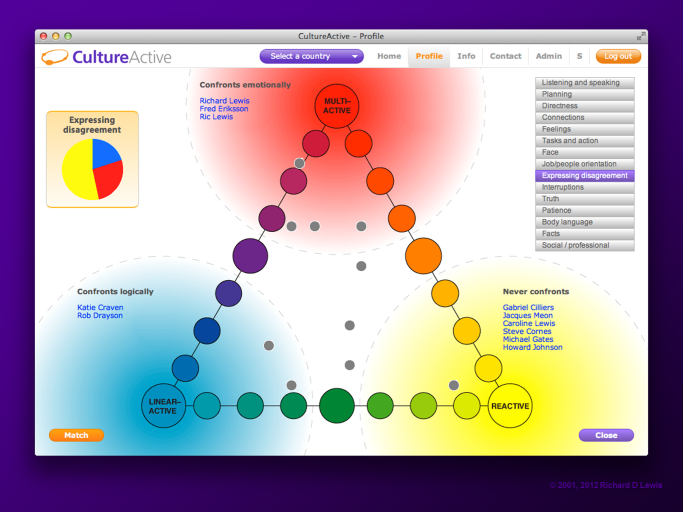 CultureActive – Profile
CultureActive
Select a country
Home
Profile
Info
Contact
Admin
S
Log out
Expressing
disagreement
Confronts emotionally
Richard Lewis
Fred Eriksson
Ric Lewis
MULTI–
ACTIVE
Listening and speaking
Planning
Directness
Connections
Feelings
Tasks and action
Face
Job/people orientation
Expressing disagreement
Interruptions
Truth
Patience
Body language
Facts
Social / professional
Confronts logically
Katie Craven
Rob Drayson
Never confronts
Gabriel Cilliers
Jacques Meon
Caroline Lewis
Steve Cornes
Michael Gates
Howard Johnson
LINEAR–
ACTIVE
REACTIVE
Match
Close
© 2001, 2012 Richard D Lewis